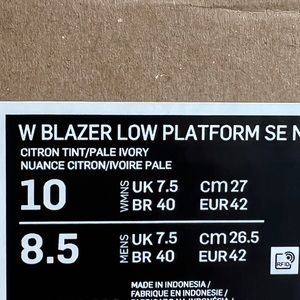 W BLAZER LOW PLATFORM SE N
CITRON TINT/PALE IVORY
NUANCE CITRON/IVOIRE PALE
10 WMNS UK 7.5 cm 27
BR 40 EUR 42
8.5 MENS UK 7.5 cm 26.5
BR 40 EUR 42
RFID
MADE IN INDONESIA /
FABRIQUE EN INDONESIE /